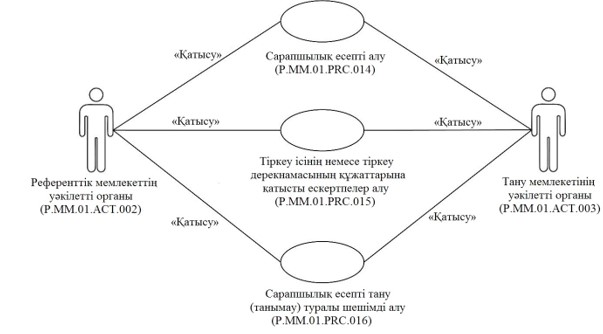 «Қатысу»
«Қатысу»
Сарапшылық есепті алу
(P.MM.01.PRC.014)
«Қатысу»
«Қатысу»
Тіркеу ісінің немесе тіркеу
дерекнамасының құжаттарына
қатысты ескертпелер алу
(P.MM.01.PRC.015)
Референттік мемлекеттің
уәкілетті органы
(P.MM.01.ACT.002)
Тану мемлекетінің
уәкілетті органы
(P.MM.01.ACT.003)
«Қатысу»
«Қатысу»
Сарапшылық есепті тану
(танымау) туралы шешімді алу
(P.MM.01.PRC.016)